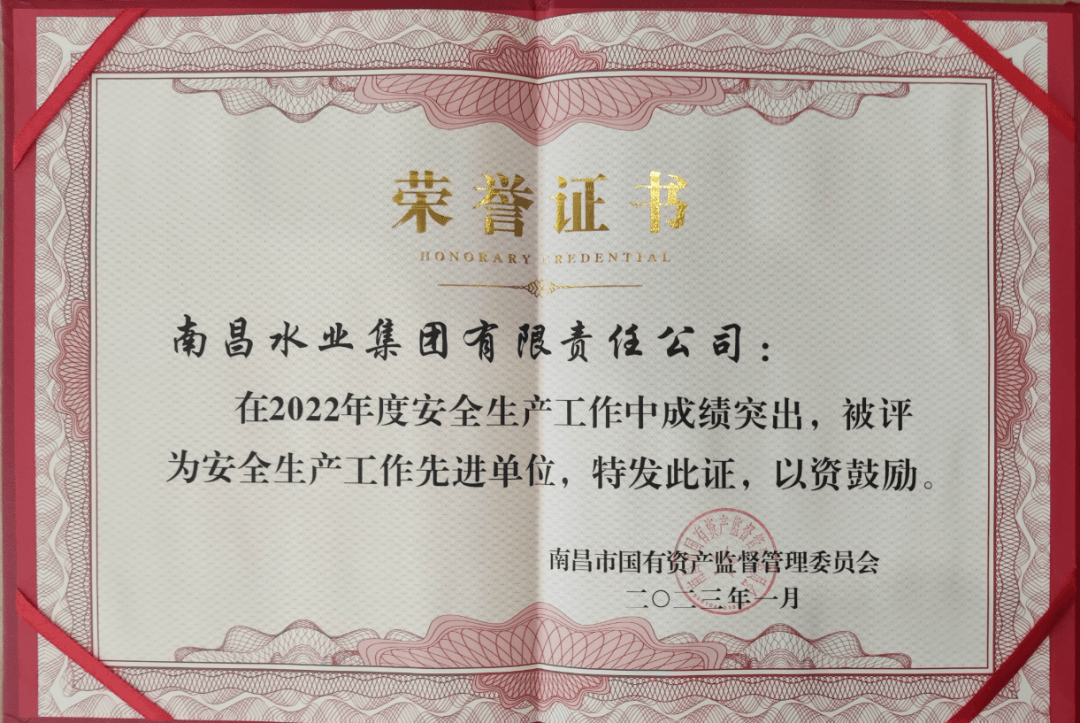 荣誉证书
HONORARY CREDENTIAL
南昌水业集团有限责任公司：
在2022年度安全生产工作中成绩突出，被评
为安全生产工作先进单位，特发此证，以资鼓励。
南昌市国有资产监督管理委员会
二〇二三年一月